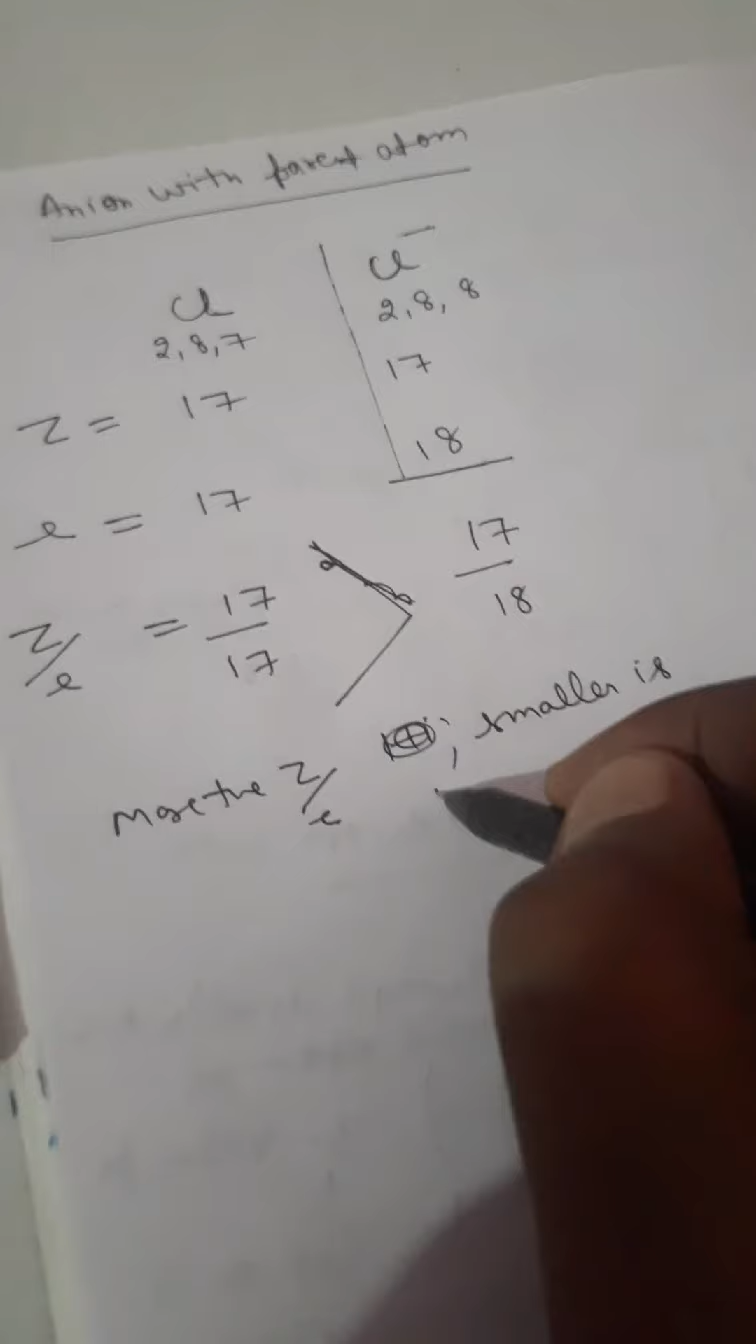 Anion with parent atom
Cl Cl⁻
2,8,7 2,8,8
Z = 17 17
e = 17 18
Z/e = 17/17 > 17/18
More the Z/e ; smaller is